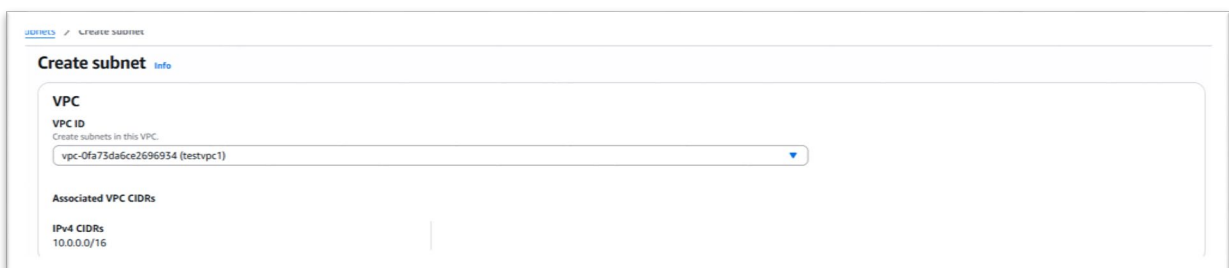 ubnets / Create subnet
Create subnet Info
VPC
VPC ID
Create subnets in this VPC.
vpc-0fa73da6ce2696934 (testvpc1)
Associated VPC CIDRs
IPv4 CIDRs
10.0.0.0/16